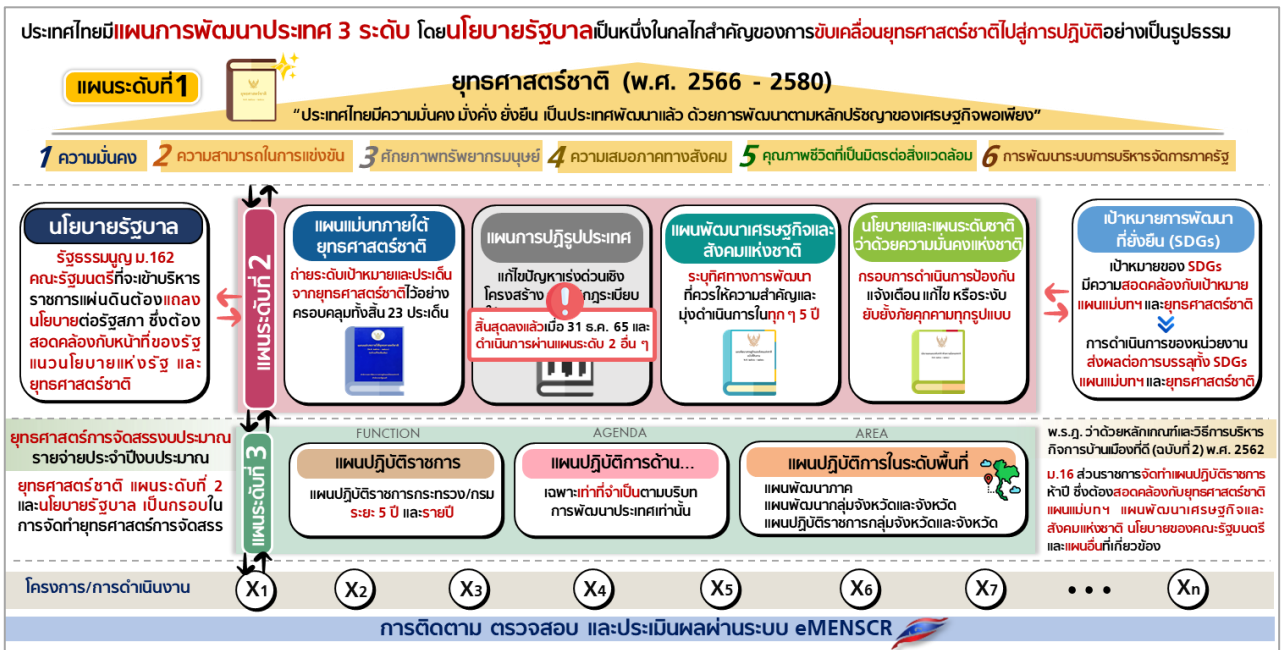 ประเทศไทยมีแผนการพัฒนาประเทศ 3 ระดับ โดยนโยบายรัฐบาลเป็นหนึ่งในกลไกสำคัญของการขับเคลื่อนยุทธศาสตร์ชาติไปสู่การปฏิบัติอย่างเป็นรูปธรรม
แผนระดับที่ 1
ยุทธศาสตร์ชาติ (พ.ศ. 2566 - 2580)
“ประเทศไทยมีความมั่นคง มั่งคั่ง ยั่งยืน เป็นประเทศพัฒนาแล้ว ด้วยการพัฒนาตามหลักปรัชญาของเศรษฐกิจพอเพียง”
1 ความมั่นคง
2 ความสามารถในการแข่งขัน
3 ศักยภาพทรัพยากรมนุษย์
4 ความเสมอภาคทางสังคม
5 คุณภาพชีวิตที่เป็นมิตรต่อสิ่งแวดล้อม
6 การพัฒนาระบบการบริหารจัดการภาครัฐ
นโยบายรัฐบาล
รัฐธรรมนูญ ม.162
คณะรัฐมนตรีที่จะเข้าบริหาร
ราชการแผ่นดินต้องแถลง
นโยบายต่อรัฐสภา ซึ่งต้อง
สอดคล้องกับหน้าที่ของรัฐ
แนวนโยบายแห่งรัฐ และ
ยุทธศาสตร์ชาติ
แผนระดับที่ 2
แผนแม่บทภายใต้
ยุทธศาสตร์ชาติ
ถ่ายระดับเป้าหมายและประเด็น
จากยุทธศาสตร์ชาติไว้อย่าง
ครอบคลุมทั้งสิ้น 23 ประเด็น
แผนการปฏิรูปประเทศ
แก้ไขปัญหาเร่งด่วนเชิง
โครงสร้าง กฎระเบียบ
สิ้นสุดลงแล้วเมื่อ 31 ธ.ค. 65 และ
ดำเนินการผ่านแผนระดับ 2 อื่น ๆ
แผนพัฒนาเศรษฐกิจและ
สังคมแห่งชาติ
ระบุทิศทางการพัฒนา
ที่ควรให้ความสำคัญและ
มุ่งดำเนินการในทุก ๆ 5 ปี
นโยบายและแผนระดับชาติ
ว่าด้วยความมั่นคงแห่งชาติ
กรอบการดำเนินการป้องกัน
แจ้งเตือน แก้ไข หรือระงับ
ยับยั้งภัยคุกคามทุกรูปแบบ
เป้าหมายการพัฒนา
ที่ยั่งยืน (SDGs)
เป้าหมายของ SDGs
มีความสอดคล้องกับเป้าหมาย
แผนแม่บทฯ และยุทธศาสตร์ชาติ
การดำเนินการของหน่วยงาน
ส่งผลต่อการบรรลุทั้ง SDGs
แผนแม่บทฯ และยุทธศาสตร์ชาติ
ยุทธศาสตร์การจัดสรรงบประมาณ
รายจ่ายประจำปีงบประมาณ
ยุทธศาสตร์ชาติ แผนระดับที่ 2
และนโยบายรัฐบาล เป็นกรอบใน
การจัดทำยุทธศาสตร์การจัดสรร
แผนระดับที่ 3
FUNCTION
แผนปฏิบัติราชการ
แผนปฏิบัติราชการกระทรวง/กรม
ระยะ 5 ปี และรายปี
AGENDA
แผนปฏิบัติการด้าน...
เฉพาะเท่าที่จำเป็นตามบริบท
การพัฒนาประเทศเท่านั้น
AREA
แผนปฏิบัติการในระดับพื้นที่
แผนพัฒนาภาค
แผนพัฒนากลุ่มจังหวัดและจังหวัด
แผนปฏิบัติราชการกลุ่มจังหวัดและจังหวัด
พ.ร.ฎ. ว่าด้วยหลักเกณฑ์และวิธีการบริหาร
กิจการบ้านเมืองที่ดี (ฉบับที่ 2) พ.ศ. 2562
ม.16 ส่วนราชการจัดทำแผนปฏิบัติราชการ
ห้าปี ซึ่งต้องสอดคล้องกับยุทธศาสตร์ชาติ
แผนแม่บทฯ แผนพัฒนาเศรษฐกิจและ
สังคมแห่งชาติ นโยบายของคณะรัฐมนตรี
และแผนอื่นที่เกี่ยวข้อง
โครงการ/การดำเนินงาน
X1 X2 X3 X4 X5 X6 X7 • • • Xn
การติดตาม ตรวจสอบ และประเมินผลผ่านระบบ eMENSCR